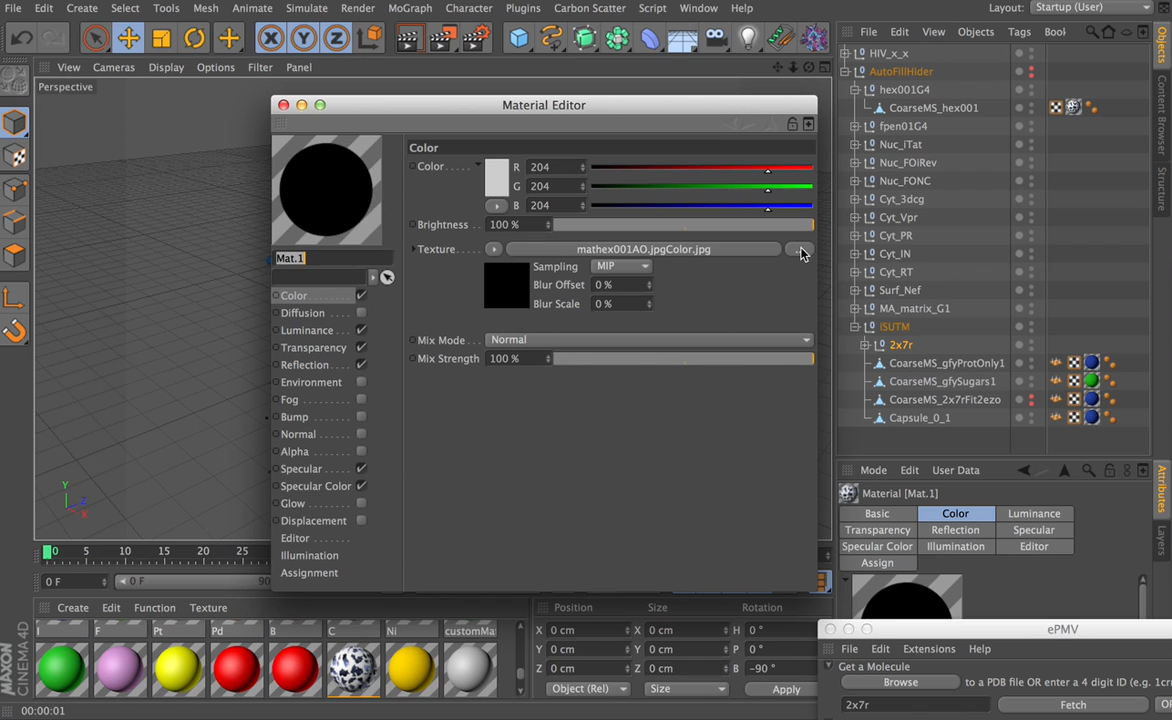 File Edit Create Select Tools Mesh Animate Simulate Render MoGraph Character Plugins Carbon Scatter Script Window Help Layout: Startup (User)
View Cameras Display Options Filter Panel
Perspective
Y
Z
X
Material Editor
Mat.1
Color
Diffusion
Luminance
Transparency
Reflection
Environment
Fog
Bump
Normal
Alpha
Specular
Specular Color
Glow
Displacement
Editor
Illumination
Assignment
Color
Color R 204
G 204
B 204
Brightness 100 %
Texture mathex001AO.jpgColor.jpg
Sampling MIP
Blur Offset 0 %
Blur Scale 0 %
Mix Mode Normal
Mix Strength 100 %
File Edit View Objects Tags Bool
HIV_x_x
AutoFillHider
hex001G4
CoarseMS_hex001
fpen01G4
Nuc_iTat
Nuc_FOiRev
Nuc_FONC
Cyt_3dcg
Cyt_Vpr
Cyt_PR
Cyt_IN
Cyt_RT
Surf_Nef
MA_matrix_G1
iSUTM
2x7r
CoarseMS_gfyProtOnly1
CoarseMS_gfySugars1
CoarseMS_2x7rFit2ezo
Capsule_0_1
Objects
Content Browser
Structure
Attributes
Layers
Mode Edit User Data
Material [Mat.1]
Basic Color Luminance
Transparency Reflection Specular
Specular Color Illumination Editor
Assign
0 5 10 15 20 25
0 F 0 F 90
Create Edit Function Texture
I F Pt Pd B C Ni customMat
MAXON
CINEMA4D
00:00:01
Position Size Rotation
X 0 cm X 0 cm H 0 °
Y 0 cm Y 0 cm P 0 °
Z 0 cm Z 0 cm B -90 °
Object (Rel) Size Apply
ePMV
File Edit Extensions Help
Get a Molecule
Browse to a PDB file OR enter a 4 digit ID (e.g. 1cr
2x7r Fetch